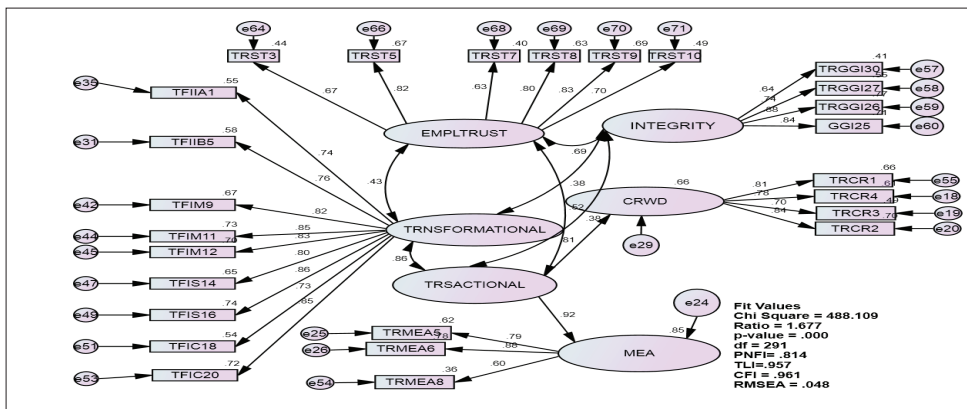 e64 e66 e68 e69 e70 e71
.44 .67 .40 .63 .69 .49
TRST3 TRST5 TRST7 TRST8 TRST9 TRST10
.67 .82 .63 .80 .83 .70
EMPLTRUST
.41
TRGGI30 e57
TRGGI27 e58
.77
TRGGI26 e59
GGI25 e60
.64
.74
.88
.84
INTEGRITY
.69
.43
.38
.52
.38
.81
.86
.92
e35 .55
TFIIA1
.74
e31 .58
TFIIB5
.76
e42 .67
TFIM9
.82
e44 .73
TFIM11
.85
e45 .70
TFIM12
.83
e47 .65
TFIS14
.80
e49 .74
TFIS16
.86
e51 .54
TFIC18
.73
e53 .72
TFIC20
.85
TRNSFORMATIONAL
TRSACTIONAL
.66
CRWD
e29
.66
TRCR1 e55
TRCR4 e18
.49
TRCR3 e19
.70
TRCR2 e20
.81
.78
.70
.84
e24
.85
MEA
e25 .62
TRMEA5
.79
e26 .78
TRMEA6
.88
e54 .36
TRMEA8
.60
Fit Values
Chi Square = 488.109
Ratio = 1.677
p-value = .000
df = 291
PNFI= .814
TLI=.957
CFI = .961
RMSEA = .048